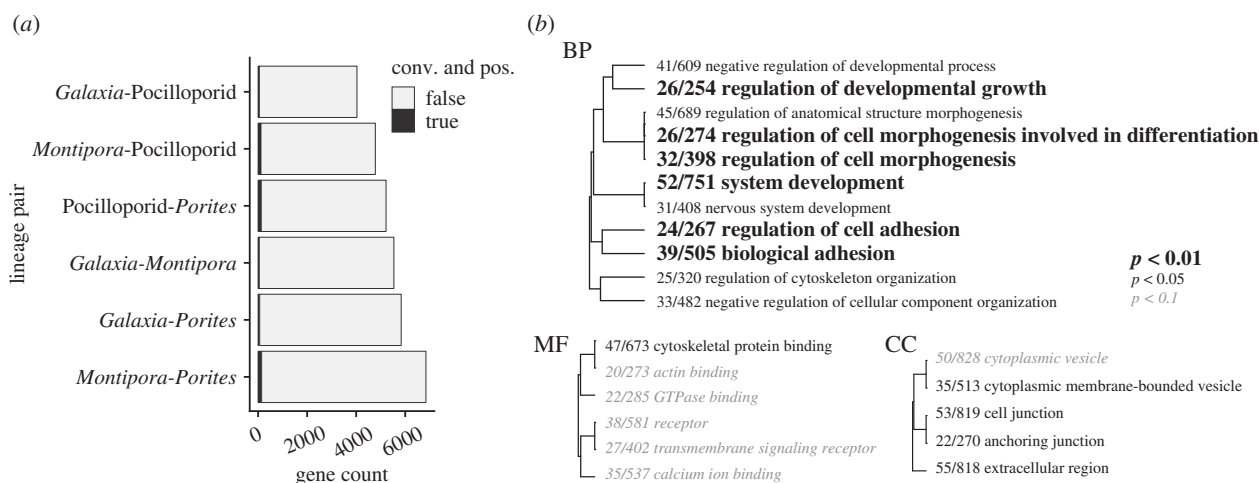 (a)
lineage pair
Galaxia-Pocilloporid
Montipora-Pocilloporid
Pocilloporid-Porites
Galaxia-Montipora
Galaxia-Porites
Montipora-Porites
0
2000
4000
6000
gene count
conv. and pos.
false
true
(b)
BP
41/609 negative regulation of developmental process
26/254 regulation of developmental growth
45/689 regulation of anatomical structure morphogenesis
26/274 regulation of cell morphogenesis involved in differentiation
32/398 regulation of cell morphogenesis
52/751 system development
31/408 nervous system development
24/267 regulation of cell adhesion
39/505 biological adhesion
25/320 regulation of cytoskeleton organization
33/482 negative regulation of cellular component organization
p < 0.01
p < 0.05
p < 0.1
MF
47/673 cytoskeletal protein binding
20/273 actin binding
22/285 GTPase binding
38/581 receptor
27/402 transmembrane signaling receptor
35/537 calcium ion binding
CC
50/828 cytoplasmic vesicle
35/513 cytoplasmic membrane-bounded vesicle
53/819 cell junction
22/270 anchoring junction
55/818 extracellular region